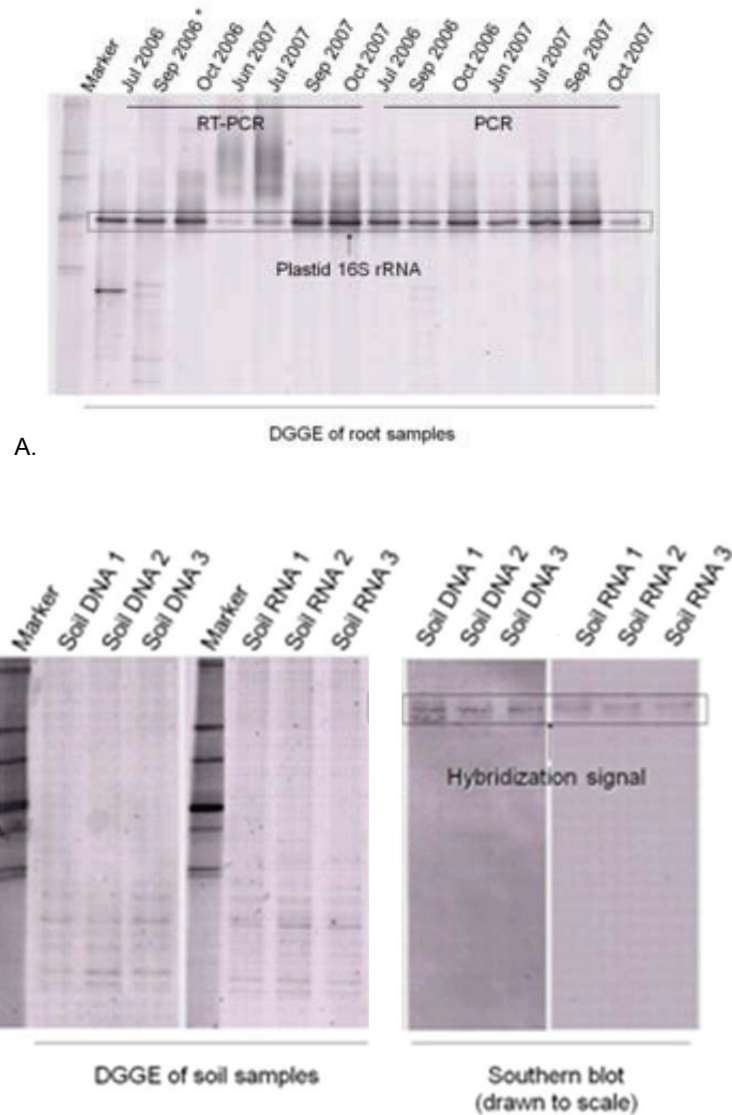 Marker
Jul 2006
Sep 2006 *
Oct 2006
Jun 2007
Jul 2007
Sep 2007
Oct 2007
Jul 2006
Sep 2006
Oct 2006
Jun 2007
Jul 2007
Sep 2007
Oct 2007
RT-PCR
PCR
Plastid 16S rRNA
DGGE of root samples
A.
Marker
Soil DNA 1
Soil DNA 2
Soil DNA 3
Marker
Soil RNA 1
Soil RNA 2
Soil RNA 3
Soil DNA 1
Soil DNA 2
Soil DNA 3
Soil RNA 1
Soil RNA 2
Soil RNA 3
Hybridization signal
DGGE of soil samples
Southern blot
(drawn to scale)